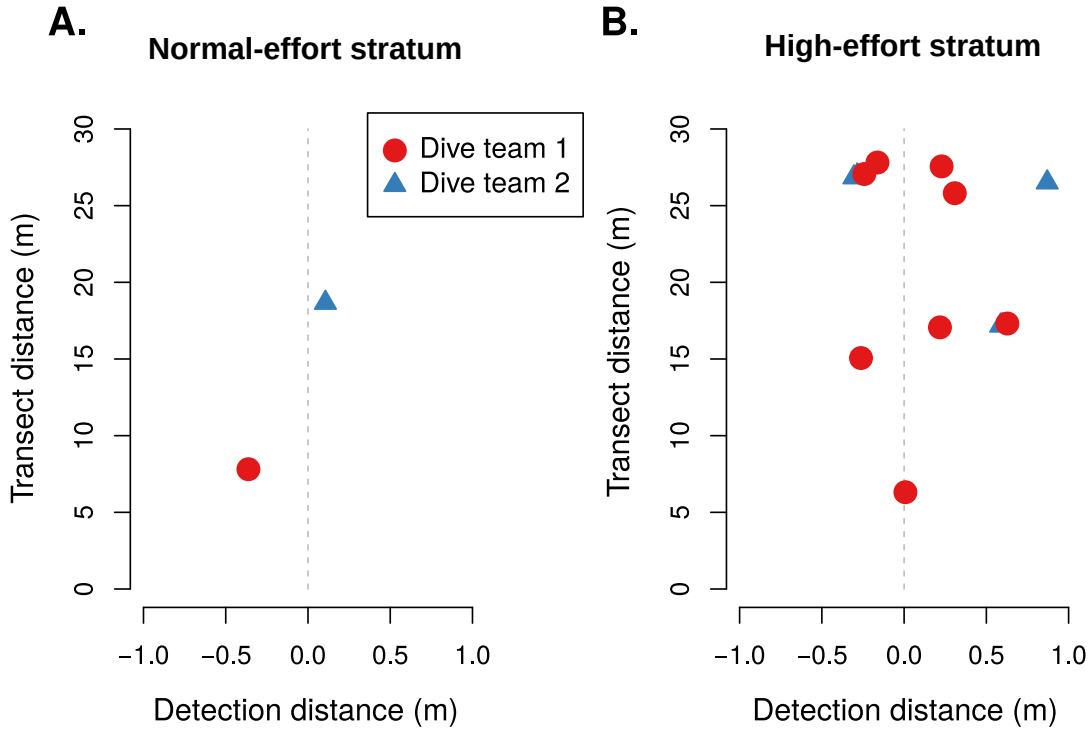 A.
Normal-effort stratum
Dive team 1
Dive team 2
30
25
20
15
10
5
0
Transect distance (m)
−1.0 −0.5 0.0 0.5 1.0
Detection distance (m)
B.
High-effort stratum
30
25
20
15
10
5
0
Transect distance (m)
−1.0 −0.5 0.0 0.5 1.0
Detection distance (m)